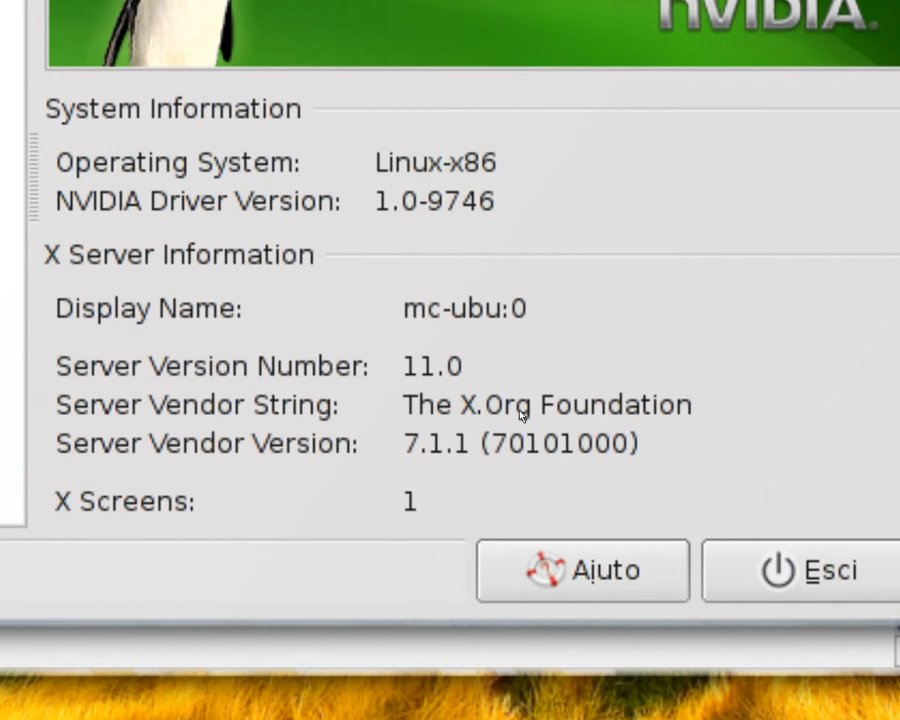 NVIDIA.
System Information
Operating System: Linux-x86
NVIDIA Driver Version: 1.0-9746
X Server Information
Display Name: mc-ubu:0
Server Version Number: 11.0
Server Vendor String: The X.Org Foundation
Server Vendor Version: 7.1.1 (70101000)
X Screens: 1
Aiuto
Esci